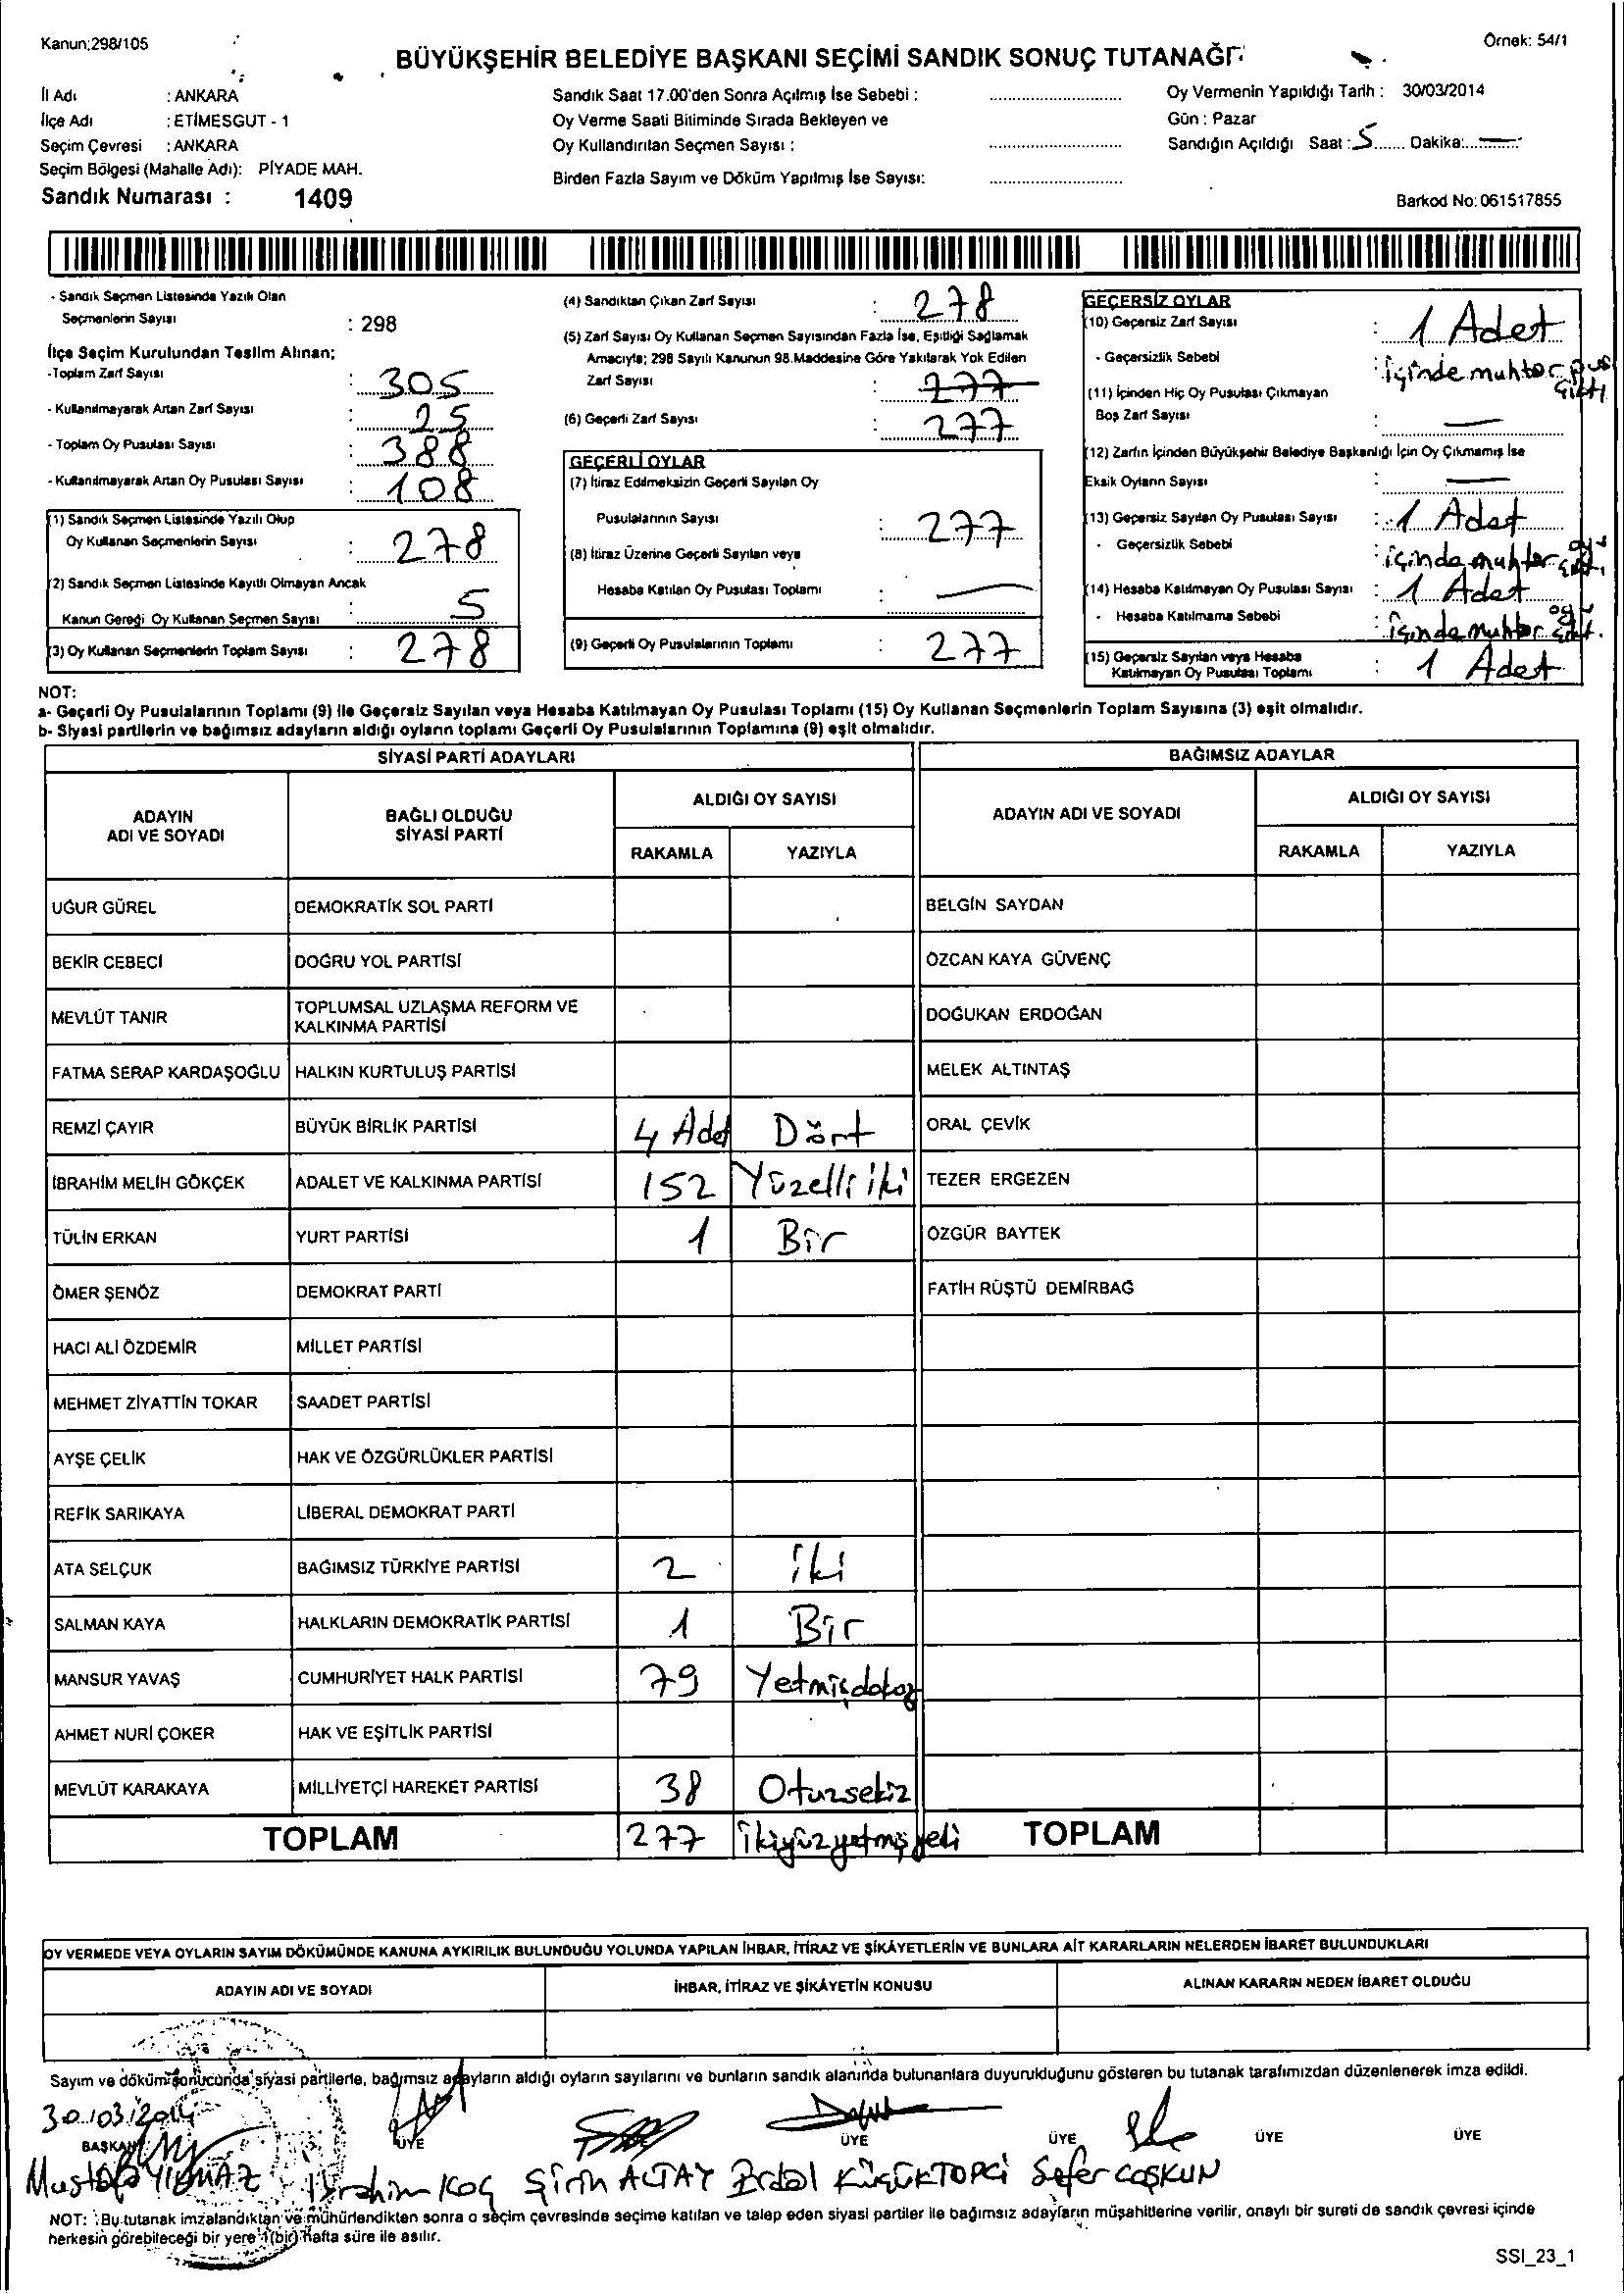 Kanun:298/105
Örnek: 54/1
BÜYÜKŞEHİR BELEDİYE BAŞKANI SEÇİMİ SANDIK SONUÇ TUTANAĞI
İl Adı : ANKARA
İlçe Adı : ETİMESGUT - 1
Seçim Çevresi : ANKARA
Seçim Bölgesi (Mahalle Adı): PİYADE MAH.
Sandık Numarası : 1409
Sandık Saat 17.00'den Sonra Açılmış İse Sebebi :
Oy Verme Saati Bitiminde Sırada Bekleyen ve
Oy Kullandırılan Seçmen Sayısı :
Birden Fazla Sayım ve Döküm Yapılmış İse Sayısı:
Oy Vermenin Yapıldığı Tarih : 30/03/2014
Gün : Pazar
Sandığın Açıldığı Saat : 5 Dakika: —
Barkod No: 061517855
- Sandık Seçmen Listesinde Yazılı Olan
Seçmenlerin Sayısı : 298
İlçe Seçim Kurulundan Teslim Alınan;
-Toplam Zarf Sayısı : 305
- Kullanılmayarak Artan Zarf Sayısı : 25
- Toplam Oy Pusulası Sayısı : 388
- Kullanılmayarak Artan Oy Pusulası Sayısı : 108
(1) Sandık Seçmen Listesinde Yazılı Olup
Oy Kullanan Seçmenlerin Sayısı : 278
(2) Sandık Seçmen Listesinde Kayıtlı Olmayan Ancak
Kanun Gereği Oy Kullanan Seçmen Sayısı : 5
(3) Oy Kullanan Seçmenlerin Toplam Sayısı : 278
(4) Sandıktan Çıkan Zarf Sayısı : 278
(5) Zarf Sayısı Oy Kullanan Seçmen Sayısından Fazla İse, Eşitliği Sağlamak
Amacıyla; 298 Sayılı Kanunun 98.Maddesine Göre Yakılarak Yok Edilen
Zarf Sayısı : 277
(6) Geçerli Zarf Sayısı : 277
GEÇERLİ OYLAR
(7) İtiraz Edilmeksizin Geçerli Sayılan Oy
Pusulalarının Sayısı : 277
(8) İtiraz Üzerine Geçerli Sayılan veya
Hesaba Katılan Oy Pusulası Toplamı : —
(9) Geçerli Oy Pusulalarının Toplamı : 277
GEÇERSİZ OYLAR
(10) Geçersiz Zarf Sayısı : 1 Adet
- Geçersizlik Sebebi : içinde muhtar pus çıktı
(11) İçinden Hiç Oy Pusulası Çıkmayan
Boş Zarf Sayısı : —
(12) Zarfın İçinden Büyükşehir Belediye Başkanlığı İçin Oy Çıkmamış İse
Eksik Oyların Sayısı : —
(13) Geçersiz Sayılan Oy Pusulası Sayısı : 1 Adet
- Geçersizlik Sebebi : içinde muhtar oyu
(14) Hesaba Katılmayan Oy Pusulası Sayısı : 1 Adet
- Hesaba Katılmama Sebebi : içinde muhtar oyu
(15) Geçersiz Sayılan veya Hesaba
Katılmayan Oy Pusulası Toplamı : 1 Adet
NOT:
a- Geçerli Oy Pusulalarının Toplamı (9) ile Geçersiz Sayılan veya Hesaba Katılmayan Oy Pusulası Toplamı (15) Oy Kullanan Seçmenlerin Toplam Sayısına (3) eşit olmalıdır.
b- Siyasi partilerin ve bağımsız adayların aldığı oyların toplamı Geçerli Oy Pusulalarının Toplamına (9) eşit olmalıdır.
SİYASİ PARTİ ADAYLARI
BAĞIMSIZ ADAYLAR
ADAYIN ADI VE SOYADI
BAĞLI OLDUĞU SİYASİ PARTİ
ALDIĞI OY SAYISI
RAKAMLA YAZIYLA
ADAYIN ADI VE SOYADI
ALDIĞI OY SAYISI
RAKAMLA YAZIYLA
UĞUR GÜREL DEMOKRATİK SOL PARTİ BELGİN SAYDAN
BEKİR CEBECİ DOĞRU YOL PARTİSİ ÖZCAN KAYA GÜVENÇ
MEVLÜT TANIR TOPLUMSAL UZLAŞMA REFORM VE KALKINMA PARTİSİ DOĞUKAN ERDOĞAN
FATMA SERAP KARDAŞOĞLU HALKIN KURTULUŞ PARTİSİ MELEK ALTINTAŞ
REMZİ ÇAYIR BÜYÜK BİRLİK PARTİSİ 4 Adet Dört ORAL ÇEVİK
İBRAHİM MELİH GÖKÇEK ADALET VE KALKINMA PARTİSİ 152 Yüzelli iki TEZER ERGEZEN
TÜLİN ERKAN YURT PARTİSİ 1 Bir ÖZGÜR BAYTEK
ÖMER ŞENÖZ DEMOKRAT PARTİ FATİH RÜŞTÜ DEMİRBAĞ
HACI ALİ ÖZDEMİR MİLLET PARTİSİ
MEHMET ZİYATTİN TOKAR SAADET PARTİSİ
AYŞE ÇELİK HAK VE ÖZGÜRLÜKLER PARTİSİ
REFİK SARIKAYA LİBERAL DEMOKRAT PARTİ
ATA SELÇUK BAĞIMSIZ TÜRKİYE PARTİSİ 2 iki
SALMAN KAYA HALKLARIN DEMOKRATİK PARTİSİ 1 Bir
MANSUR YAVAŞ CUMHURİYET HALK PARTİSİ 79 Yetmişdokuz
AHMET NURİ ÇOKER HAK VE EŞİTLİK PARTİSİ
MEVLÜT KARAKAYA MİLLİYETÇİ HAREKET PARTİSİ 38 Otuzsekiz
TOPLAM 277 ikiyüzyetmişyedi TOPLAM
OY VERMEDE VEYA OYLARIN SAYIM DÖKÜMÜNDE KANUNA AYKIRILIK BULUNDUĞU YOLUNDA YAPILAN İHBAR, İTİRAZ VE ŞİKÂYETLERİN VE BUNLARA AİT KARARLARIN NELERDEN İBARET BULUNDUKLARI
ADAYIN ADI VE SOYADI
İHBAR, İTİRAZ VE ŞİKÂYETİN KONUSU
ALINAN KARARIN NEDEN İBARET OLDUĞU
Sayım ve döküm sonucunda siyasi partilerle, bağımsız adayların aldığı oyların sayılarını ve bunların sandık alanında bulunanlara duyurulduğunu gösteren bu tutanak tarafımızdan düzenlenerek imza edildi.
30/03/2014
BAŞKAN ÜYE ÜYE ÜYE ÜYE ÜYE
Mustafa YILMAZ İbrahim Koç Şirin ALTAY Erdal KÜÇÜKTOPCİ Sefer COŞKUN
NOT: Bu tutanak imzalandıktan ve mühürlendikten sonra o seçim çevresinde seçime katılan ve talep eden siyasi partiler ile bağımsız adayların müşahitlerine verilir, onaylı bir sureti de sandık çevresi içinde
herkesin görebileceği bir yere 1(bir) hafta süre ile asılır.
SSI_23_1